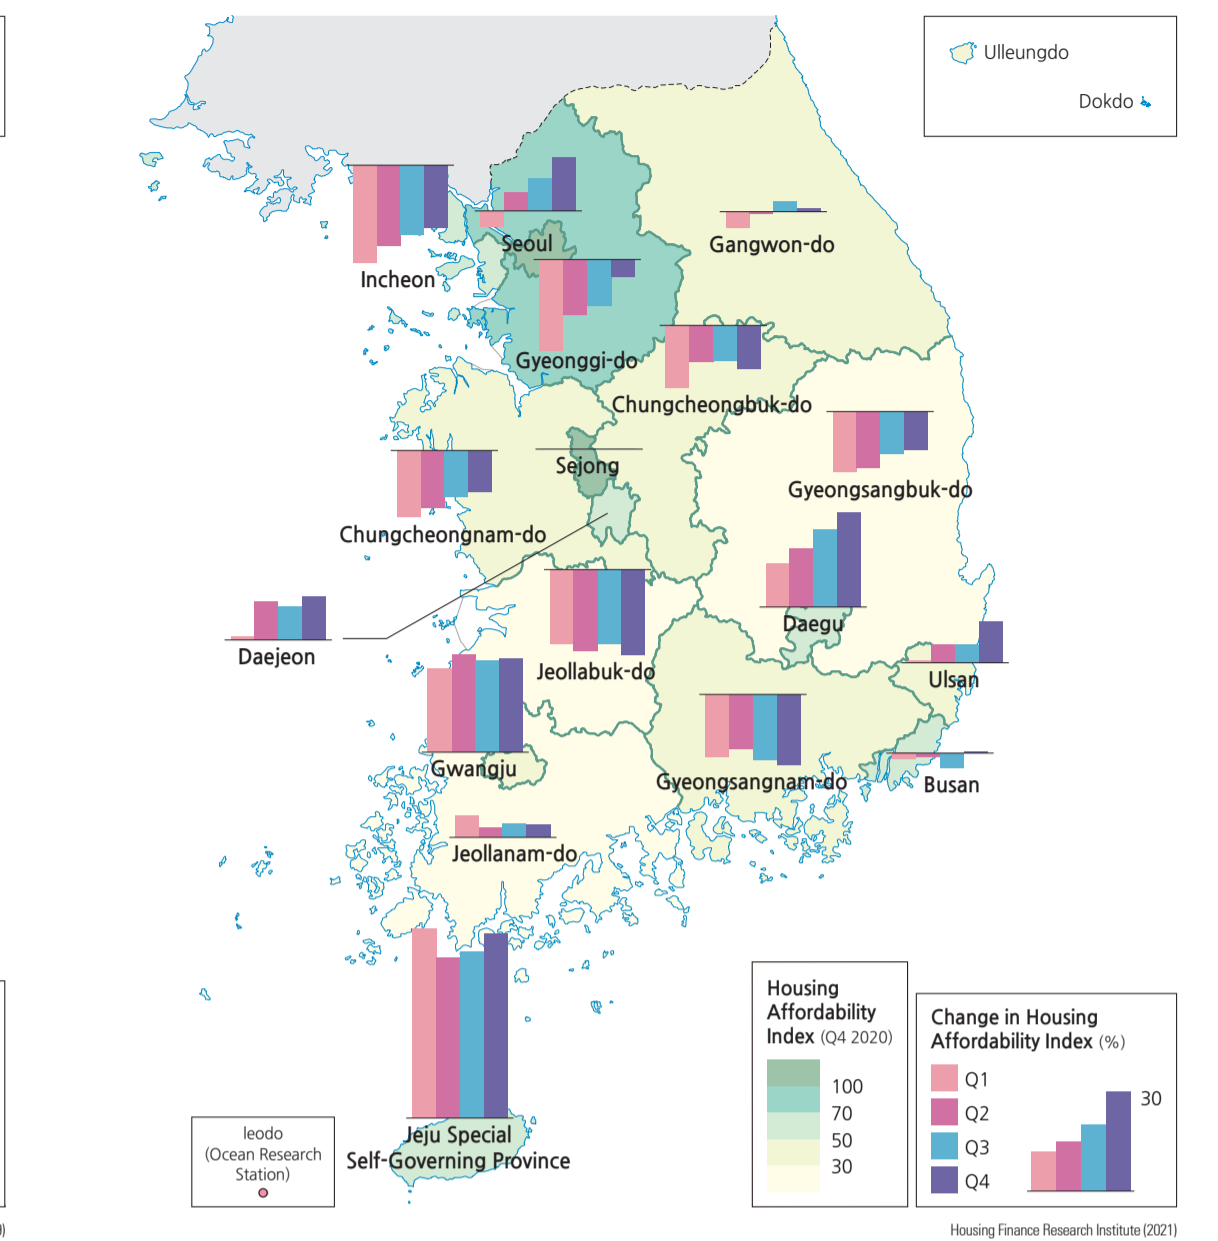 Ulleungdo
Dokdo
Seoul
Gangwon-do
Incheon
Gyeonggi-do
Chungcheongbuk-do
Sejong
Gyeongsangbuk-do
Chungcheongnam-do
Daegu
Daejeon
Jeollabuk-do
Ulsan
Gwangju
Gyeongsangnam-do
Busan
Jeollanam-do
Jeju Special
Self-Governing Province
Ieodo
(Ocean Research
Station)
Housing
Affordability
Index (Q4 2020)
100
70
50
30
Change in Housing
Affordability Index (%)
Q1
Q2
Q3
Q4
30
9)
Housing Finance Research Institute (2021)